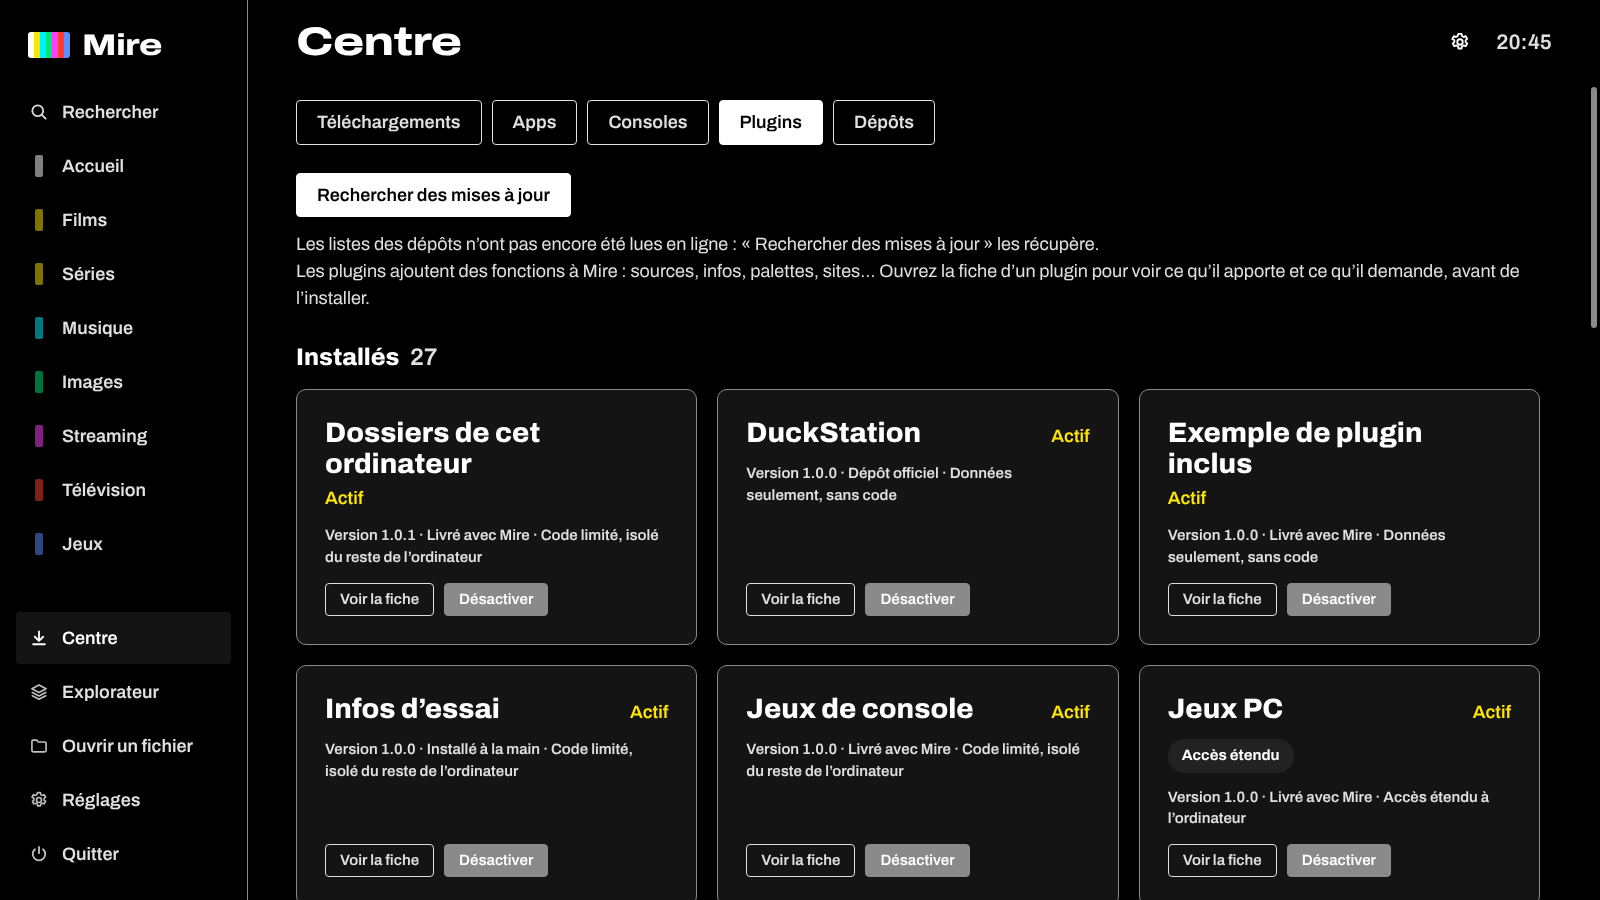 Mire
Rechercher
Accueil
Films
Séries
Musique
Images
Streaming
Télévision
Jeux
Centre
Explorateur
Ouvrir un fichier
Réglages
Quitter
Centre
20:45
Téléchargements
Apps
Consoles
Plugins
Dépôts
Rechercher des mises à jour
Les listes des dépôts n’ont pas encore été lues en ligne : « Rechercher des mises à jour » les récupère.
Les plugins ajoutent des fonctions à Mire : sources, infos, palettes, sites… Ouvrez la fiche d’un plugin pour voir ce qu’il apporte et ce qu’il demande, avant de
l’installer.
Installés 27
Dossiers de cet
ordinateur
Actif
Version 1.0.1 · Livré avec Mire · Code limité, isolé
du reste de l’ordinateur
Voir la fiche
Désactiver
DuckStation
Actif
Version 1.0.0 · Dépôt officiel · Données
seulement, sans code
Voir la fiche
Désactiver
Exemple de plugin
inclus
Actif
Version 1.0.0 · Livré avec Mire · Données
seulement, sans code
Voir la fiche
Désactiver
Infos d’essai
Actif
Version 1.0.0 · Installé à la main · Code limité,
isolé du reste de l’ordinateur
Voir la fiche
Désactiver
Jeux de console
Actif
Version 1.0.0 · Livré avec Mire · Code limité, isolé
du reste de l’ordinateur
Voir la fiche
Désactiver
Jeux PC
Actif
Accès étendu
Version 1.0.0 · Livré avec Mire · Accès étendu à
l’ordinateur
Voir la fiche
Désactiver